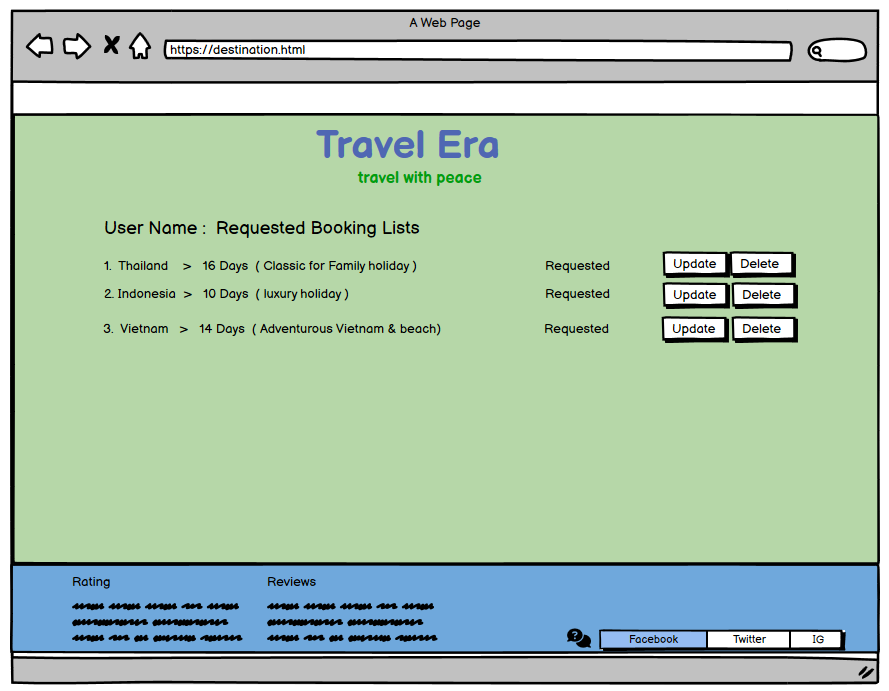 A Web Page
https://destination.html
Travel Era
travel with peace
User Name : Requested Booking Lists
1. Thailand > 16 Days ( Classic for Family holiday ) Requested Update Delete
2. Indonesia > 10 Days ( luxury holiday ) Requested Update Delete
3. Vietnam > 14 Days ( Adventurous Vietnam & beach) Requested Update Delete
Rating Reviews
Facebook Twitter IG